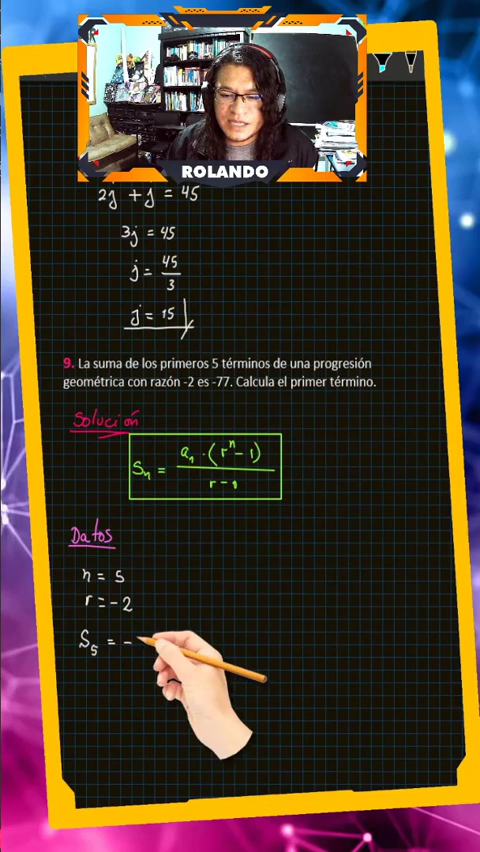 ROLANDO
2j + j = 45
3j = 45
j = 45/3
j = 15
9. La suma de los primeros 5 términos de una progresión
geométrica con razón -2 es -77. Calcula el primer término.
Solución
Sₙ = a₁ · (rⁿ - 1) / r - 1
Datos
n = 5
r = - 2
S₅ = -